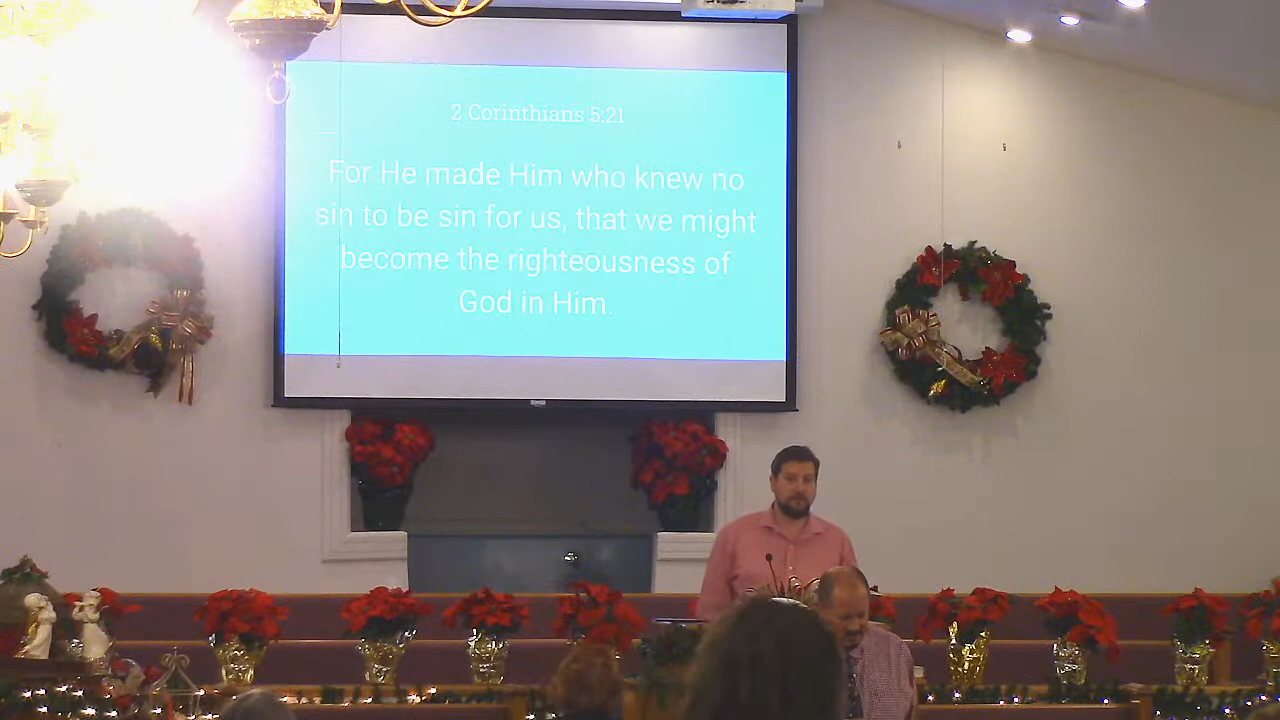 2 Corinthians 5:21
For He made Him who knew no
sin to be sin for us, that we might
become the righteousness of
God in Him.